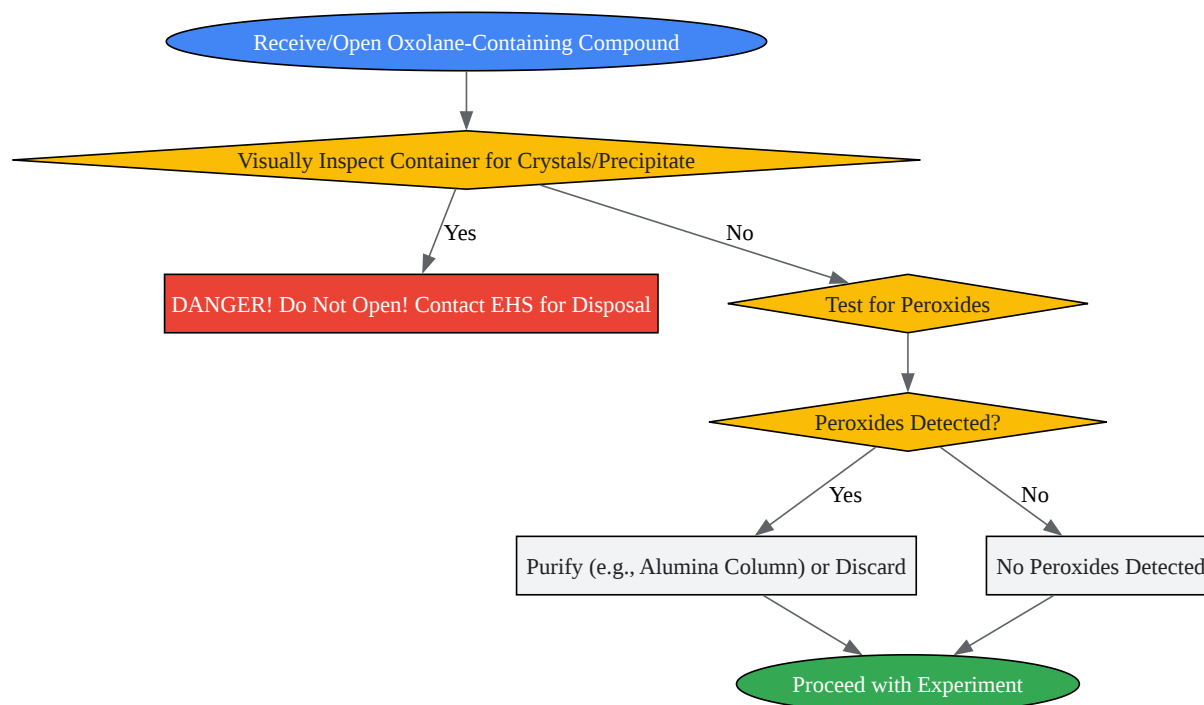 Receive/Open Oxolane-Containing Compound
Visually Inspect Container for Crystals/Precipitate
Yes
No
DANGER! Do Not Open! Contact EHS for Disposal
Test for Peroxides
Peroxides Detected?
Yes
No
Purify (e.g., Alumina Column) or Discard
No Peroxides Detected
Proceed with Experiment